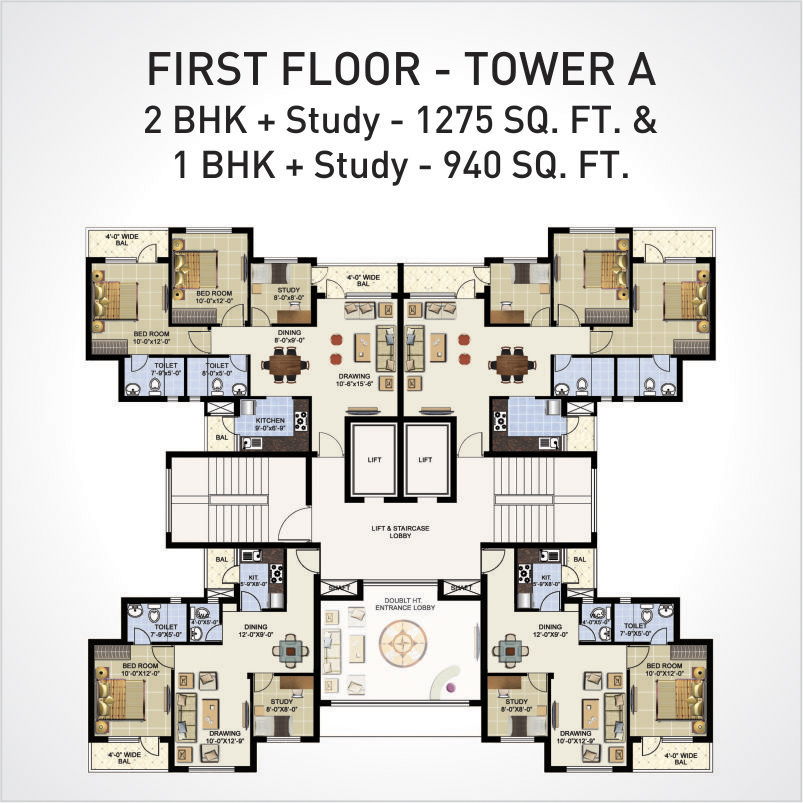 FIRST FLOOR - TOWER A
2 BHK + Study - 1275 SQ. FT. &
1 BHK + Study - 940 SQ. FT.
4'-0" WIDE
BAL
BED ROOM
10'-0"x12'-0"
BED ROOM
10'-0"x12'-0"
STUDY
8'-0"x8'-0"
4'-0" WIDE
BAL
DINING
8'-0"x9'-0"
DRAWING
10'-6"x15'-6"
TOILET
7'-9"x5'-0"
TOILET
8'-0"x5'-0"
KITCHEN
9'-0"x6'-9"
BAL
LIFT
LIFT
LIFT & STAIRCASE
LOBBY
BAL
KIT.
5'-9"X8'-0"
SHAFT
SHAFT
DOUBLT HT.
ENTRANCE LOBBY
TOILET
7'-9"X5'-0"
4'-0"X5'-0"
DINING
12'-0"X9'-0"
BED ROOM
10'-0"X12'-0"
STUDY
8'-0"X8'-0"
DRAWING
10'-0"X12'-9"
4'-0" WIDE
BAL
BAL
KIT.
5'-9"X8'-0"
DINING
12'-0"X9'-0"
4'-0"X5'-0"
TOILET
7'-9"X5'-0"
BED ROOM
10'-0"X12'-0"
STUDY
8'-0"X8'-0"
DRAWING
10'-0"X12'-9"
4'-0" WIDE
BAL